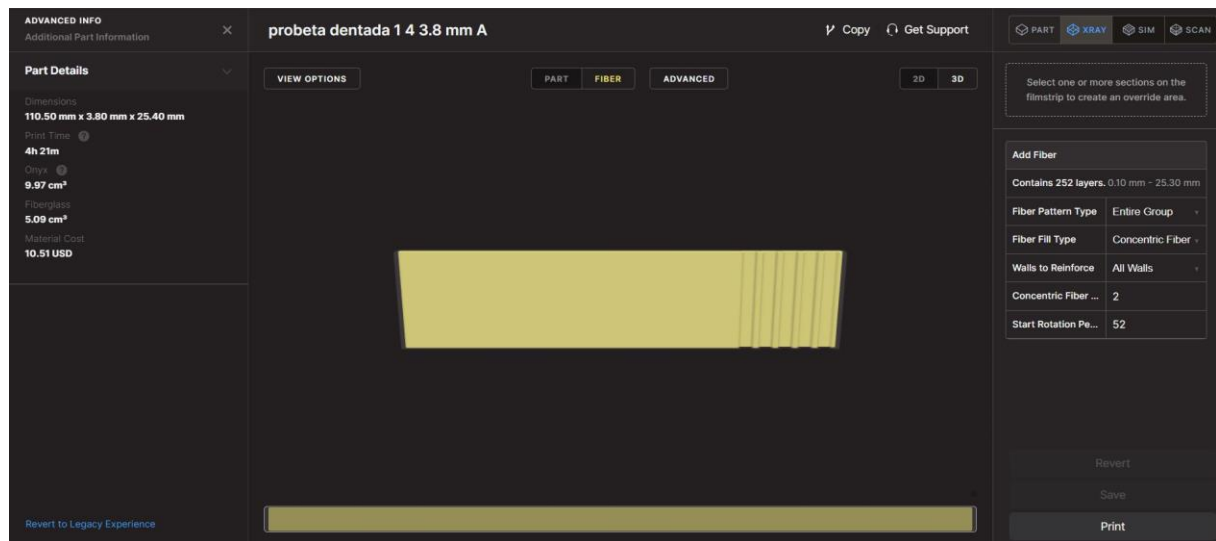 ADVANCED INFO
Additional Part Information
Part Details
Dimensions
110.50 mm x 3.80 mm x 25.40 mm
Print Time
4h 21m
Onyx
9.97 cm³
Fiberglass
5.09 cm³
Material Cost
10.51 USD
Revert to Legacy Experience
probeta dentada 1 4 3.8 mm A
Copy
Get Support
VIEW OPTIONS
PART FIBER
ADVANCED
2D 3D
PART XRAY SIM SCAN
Select one or more sections on the
filmstrip to create an override area.
Add Fiber
Contains 252 layers. 0.10 mm - 25.30 mm
Fiber Pattern Type Entire Group
Fiber Fill Type Concentric Fiber
Walls to Reinforce All Walls
Concentric Fiber ... 2
Start Rotation Pe... 52
Revert
Save
Print